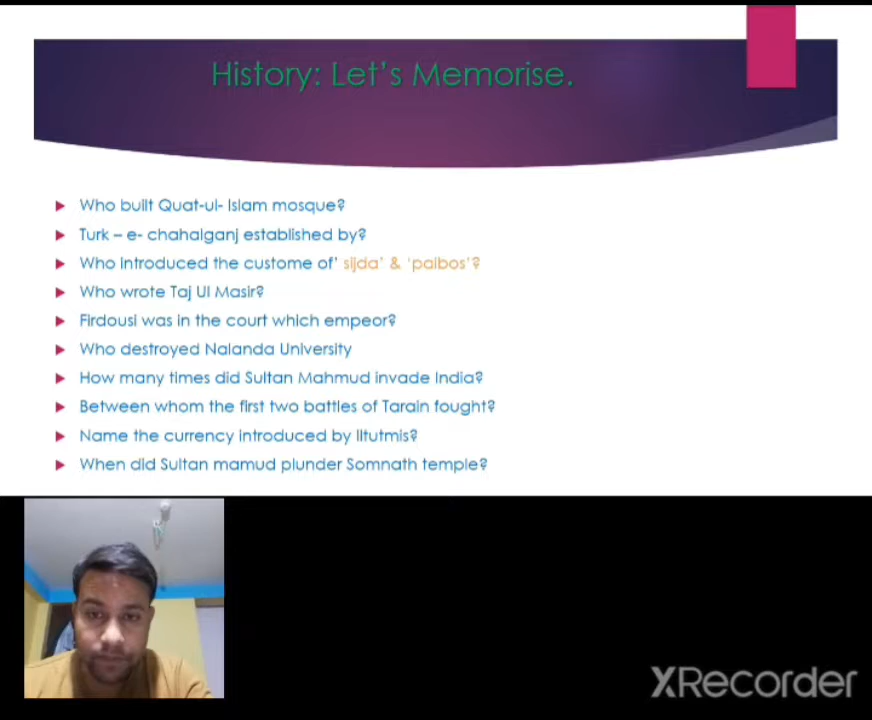 History: Let's Memorise.
Who built Quat-ul- Islam mosque?
Turk – e- chahalganj established by?
Who introduced the custome of' sijda' & 'paibos'?
Who wrote Taj Ul Masir?
Firdousi was in the court which empeor?
Who destroyed Nalanda University
How many times did Sultan Mahmud invade India?
Between whom the first two battles of Tarain fought?
Name the currency introduced by Iltutmis?
When did Sultan mamud plunder Somnath temple?
XRecorder